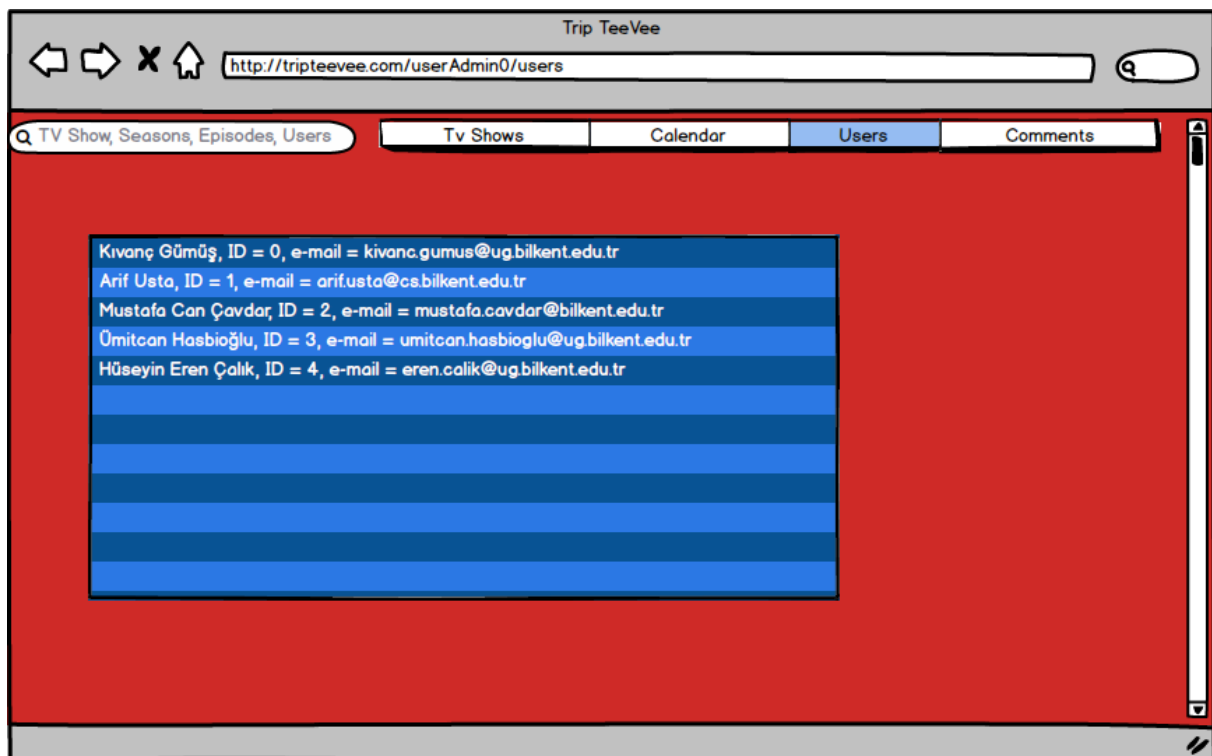 Trip TeeVee
http://tripteevee.com/userAdmin0/users
TV Show, Seasons, Episodes, Users
Tv Shows
Calendar
Users
Comments
Kıvanç Gümüş, ID = 0, e-mail = kivanc.gumus@ug.bilkent.edu.tr
Arif Usta, ID = 1, e-mail = arif.usta@cs.bilkent.edu.tr
Mustafa Can Çavdar, ID = 2, e-mail = mustafa.cavdar@bilkent.edu.tr
Ümitcan Hasbioğlu, ID = 3, e-mail = umitcan.hasbioglu@ug.bilkent.edu.tr
Hüseyin Eren Çalık, ID = 4, e-mail = eren.calik@ug.bilkent.edu.tr